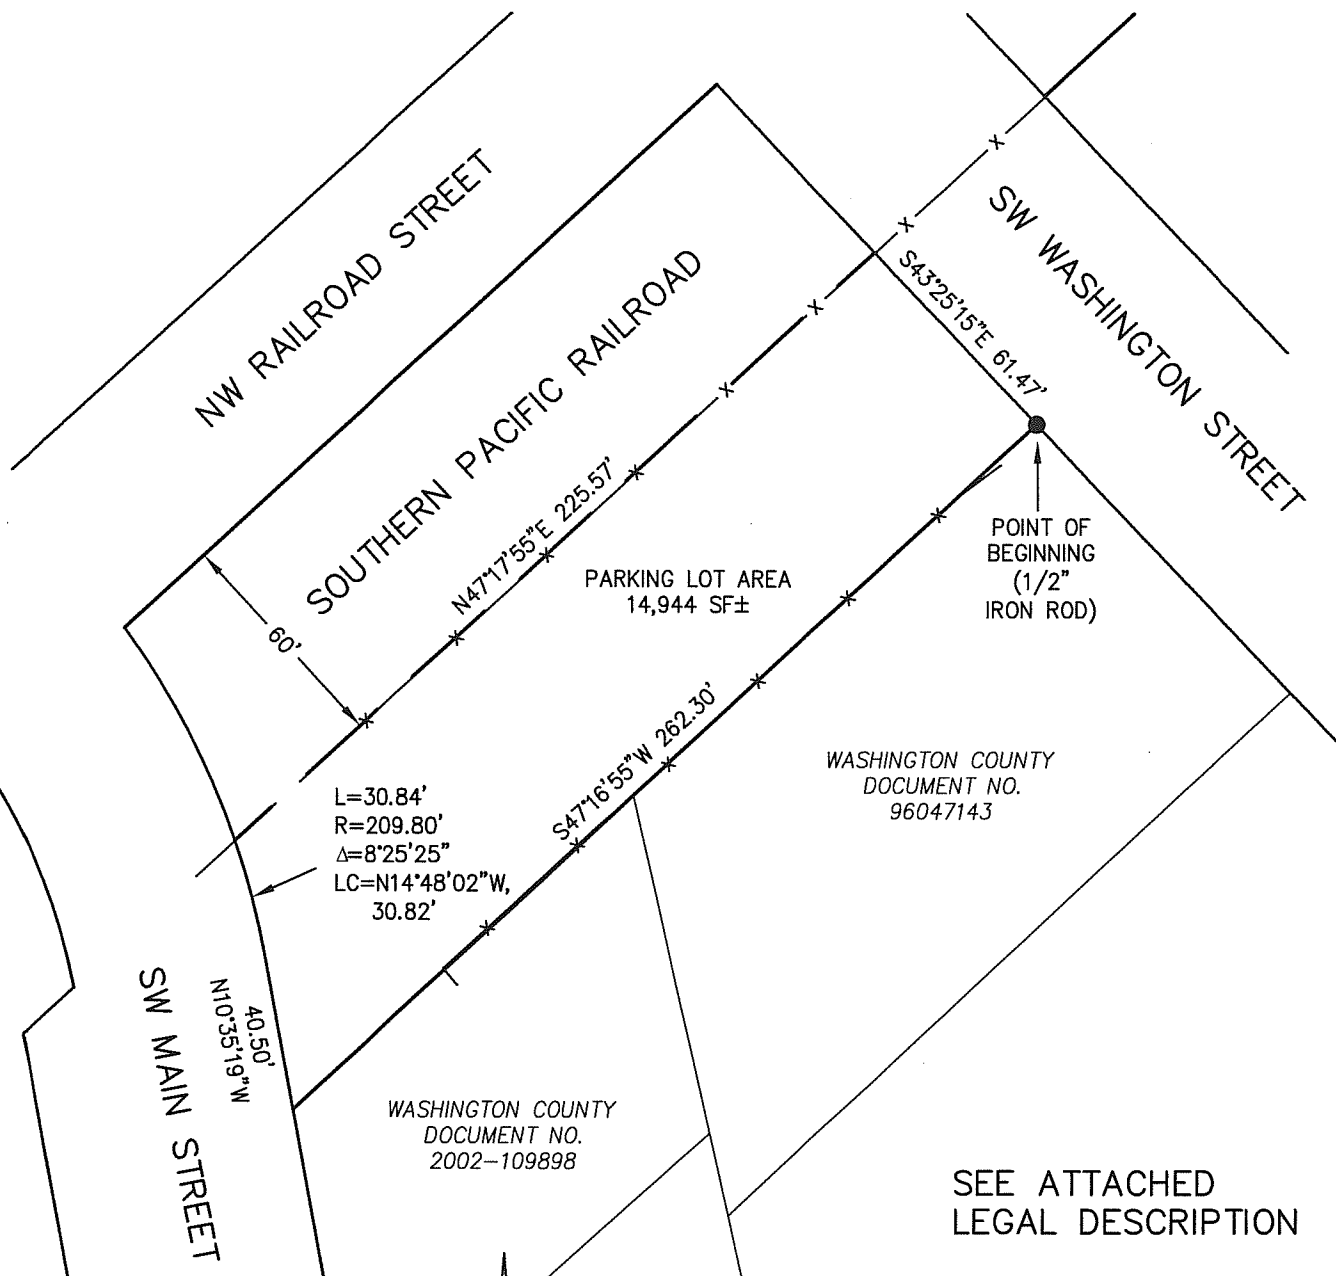 NW RAILROAD STREET
SOUTHERN PACIFIC RAILROAD
SW WASHINGTON STREET
S43°25'15"E 61.47'
N47°17'55"E 225.57'
60'
PARKING LOT AREA
14,944 SF±
POINT OF
BEGINNING
(1/2"
IRON ROD)
S47°16'55"W 262.30'
WASHINGTON COUNTY
DOCUMENT NO.
96047143
L=30.84'
R=209.80'
Δ=8°25'25"
LC=N14°48'02"W,
30.82'
40.50'
N10°35'19"W
SW MAIN STREET
WASHINGTON COUNTY
DOCUMENT NO.
2002-109898
SEE ATTACHED
LEGAL DESCRIPTION